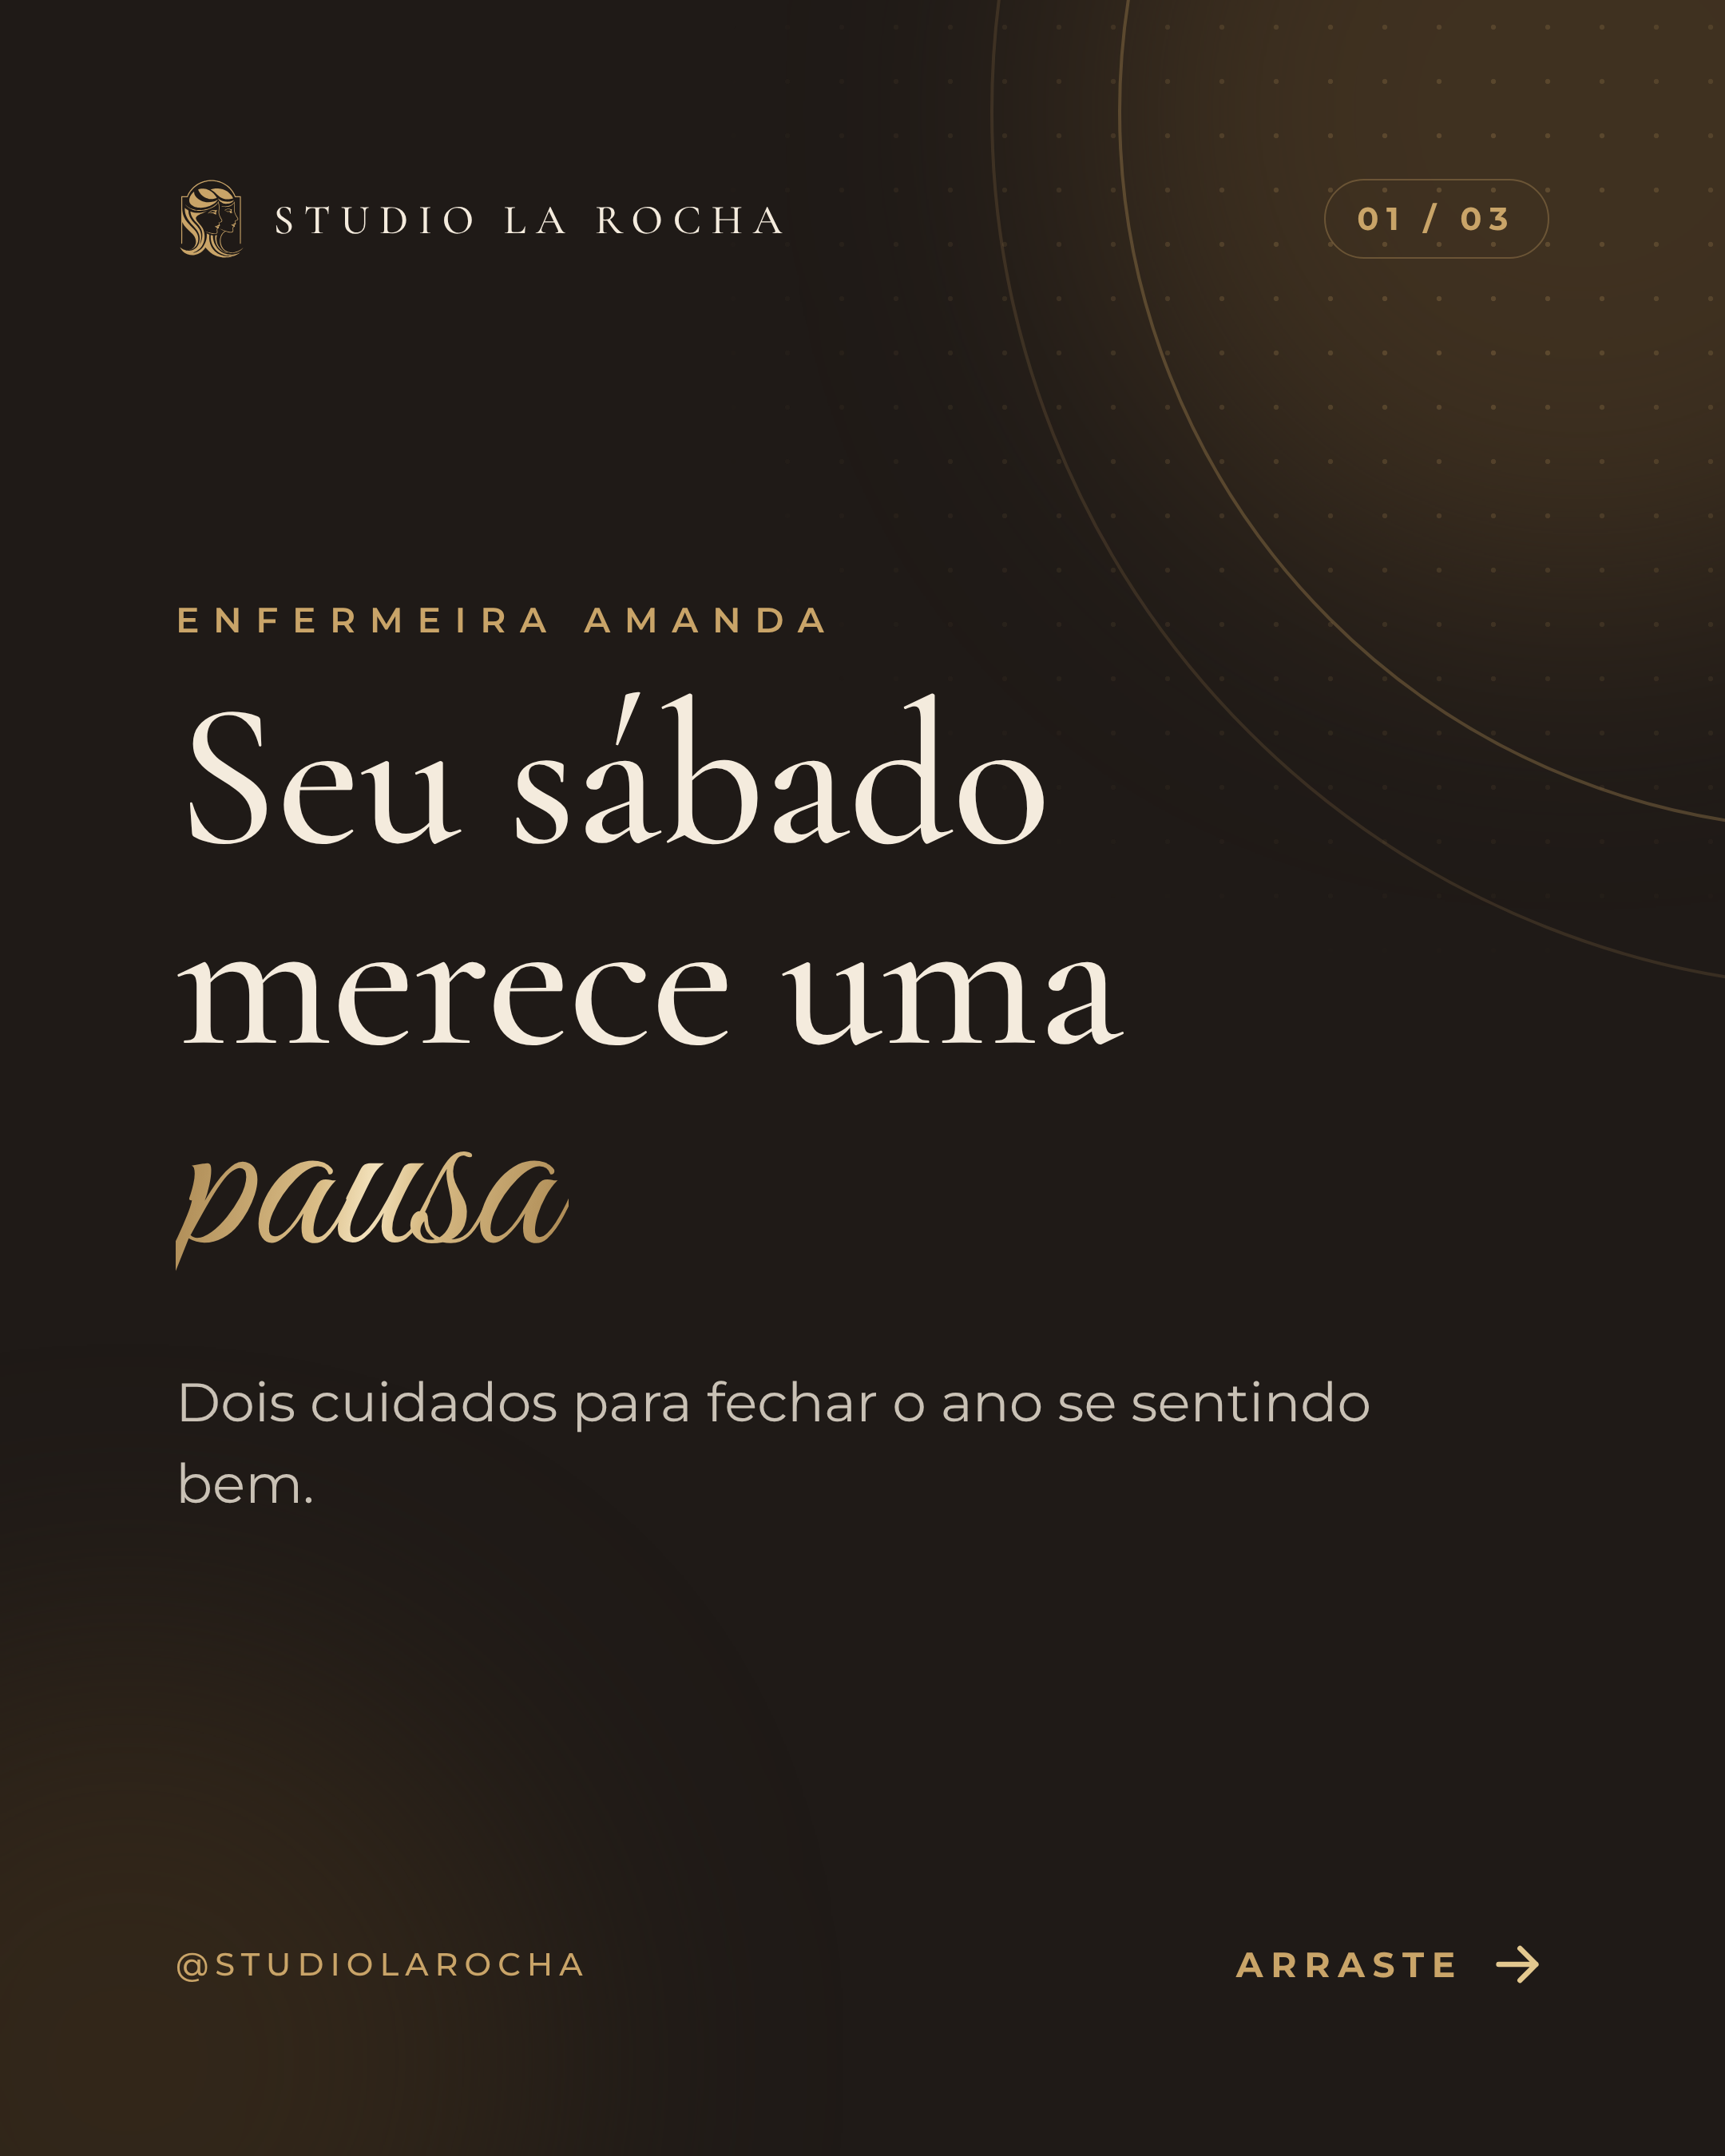 STUDIO LA ROCHA
01 / 03
ENFERMEIRA AMANDA
Seu sábado
merece uma
pausa
Dois cuidados para fechar o ano se sentindo
bem.
@STUDIOLAROCHA
ARRASTE →